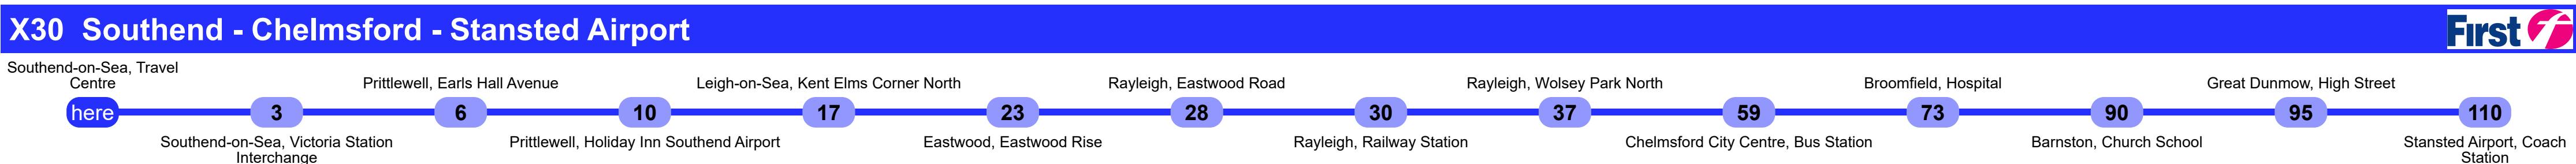 X30 Southend - Chelmsford - Stansted Airport
First
Southend-on-Sea, Travel
Centre
Prittlewell, Earls Hall Avenue
Leigh-on-Sea, Kent Elms Corner North
Rayleigh, Eastwood Road
Rayleigh, Wolsey Park North
Broomfield, Hospital
Great Dunmow, High Street
here 3 6 10 17 23 28 30 37 59 73 90 95 110
Southend-on-Sea, Victoria Station
Interchange
Prittlewell, Holiday Inn Southend Airport
Eastwood, Eastwood Rise
Rayleigh, Railway Station
Chelmsford City Centre, Bus Station
Barnston, Church School
Stansted Airport, Coach
Station